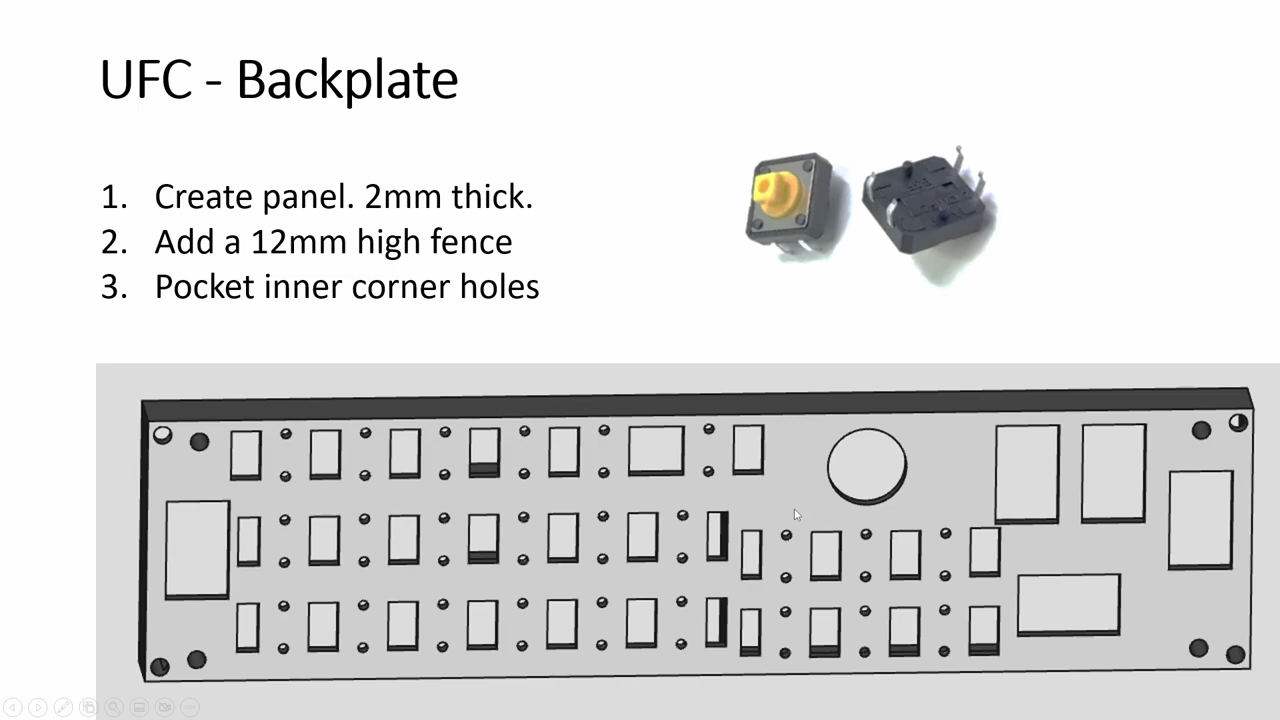 UFC - Backplate
1. Create panel. 2mm thick.
2. Add a 12mm high fence
3. Pocket inner corner holes